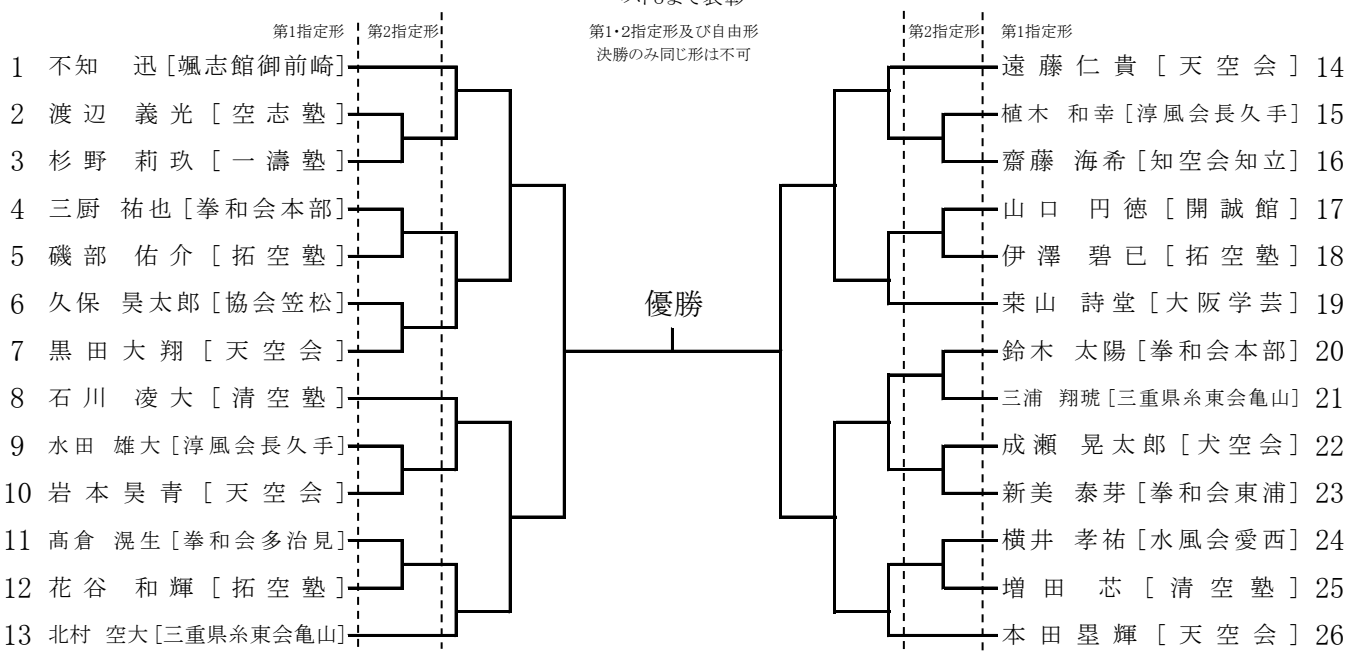 第1指定形 第2指定形
第1・2指定形及び自由形
決勝のみ同じ形は不可
第2指定形 第1指定形
1 不知 迅 [颯志館御前崎]
2 渡辺 義光 [空志塾]
3 杉野 莉玖 [一濤塾]
4 三厨 祐也 [拳和会本部]
5 磯部 佑介 [拓空塾]
6 久保 昊太郎 [協会笠松]
7 黒田大翔 [天空会]
8 石川 凌大 [清空塾]
9 水田 雄大 [淳風会長久手]
10 岩本昊青 [天空会]
11 髙倉 滉生 [拳和会多治見]
12 花谷 和輝 [拓空塾]
13 北村 空大 [三重県糸東会亀山]
優勝
遠藤仁貴 [天空会] 14
植木 和幸 [淳風会長久手] 15
齋藤 海希 [知空会知立] 16
山口 円徳 [開誠館] 17
伊澤 碧已 [拓空塾] 18
桒山 詩堂 [大阪学芸] 19
鈴木 太陽 [拳和会本部] 20
三浦 翔琥 [三重県糸東会亀山] 21
成瀬 晃太郎 [犬空会] 22
新美 泰芽 [拳和会東浦] 23
横井 孝祐 [水風会愛西] 24
増田 芯 [清空塾] 25
本田塁輝 [天空会] 26